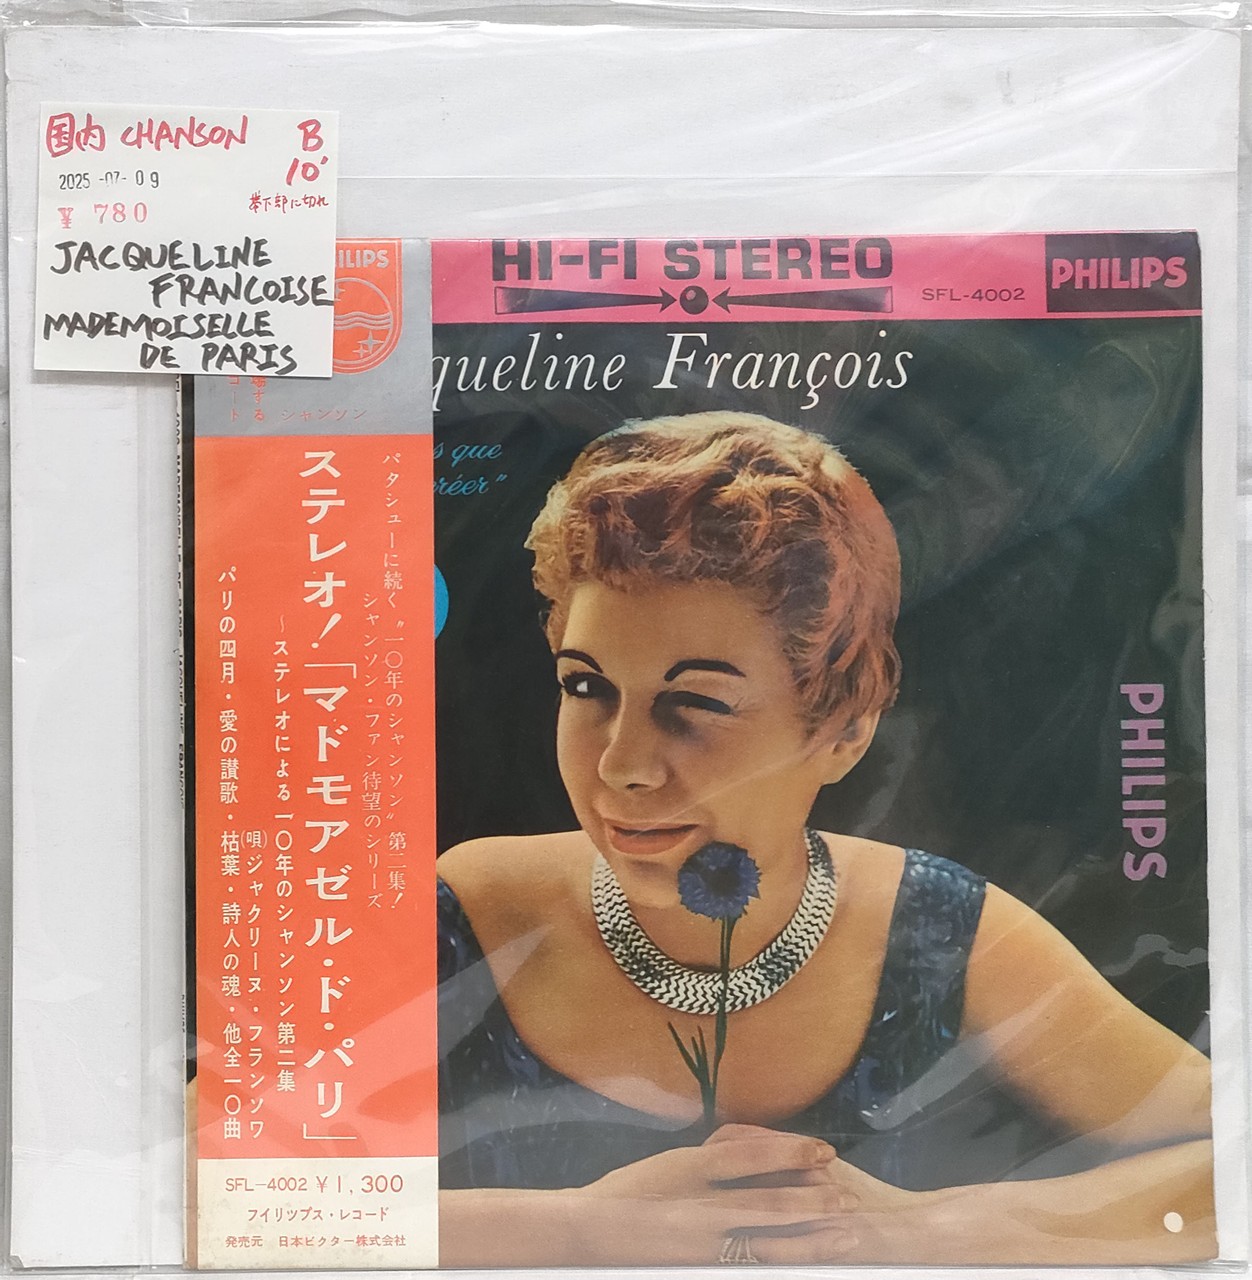 国内 CHANSON B
10'
2025 -07- 09
¥ 780
帯下部に切れ
JACQUELINE
FRANCOISE
MADEMOISELLE
DE PARIS
HI-FI STEREO
SFL-4002
PHILIPS
queline François
s que
réer"
PHILIPS
ILIPS
シャンソン
パタシューに続く〝一〇年のシャンソン〟第二集!
シャンソン・ファン待望のシリーズ
ステレオ!「マドモアゼル・ド・パリ」
~ステレオによる一〇年のシャンソン第二集
(唄)ジャクリーヌ・フランソワ
パリの四月・愛の讃歌・枯葉・詩人の魂・他全一〇曲
SFL-4002 ¥1,300
フイリップス・レコード
発売元 日本ビクター株式会社